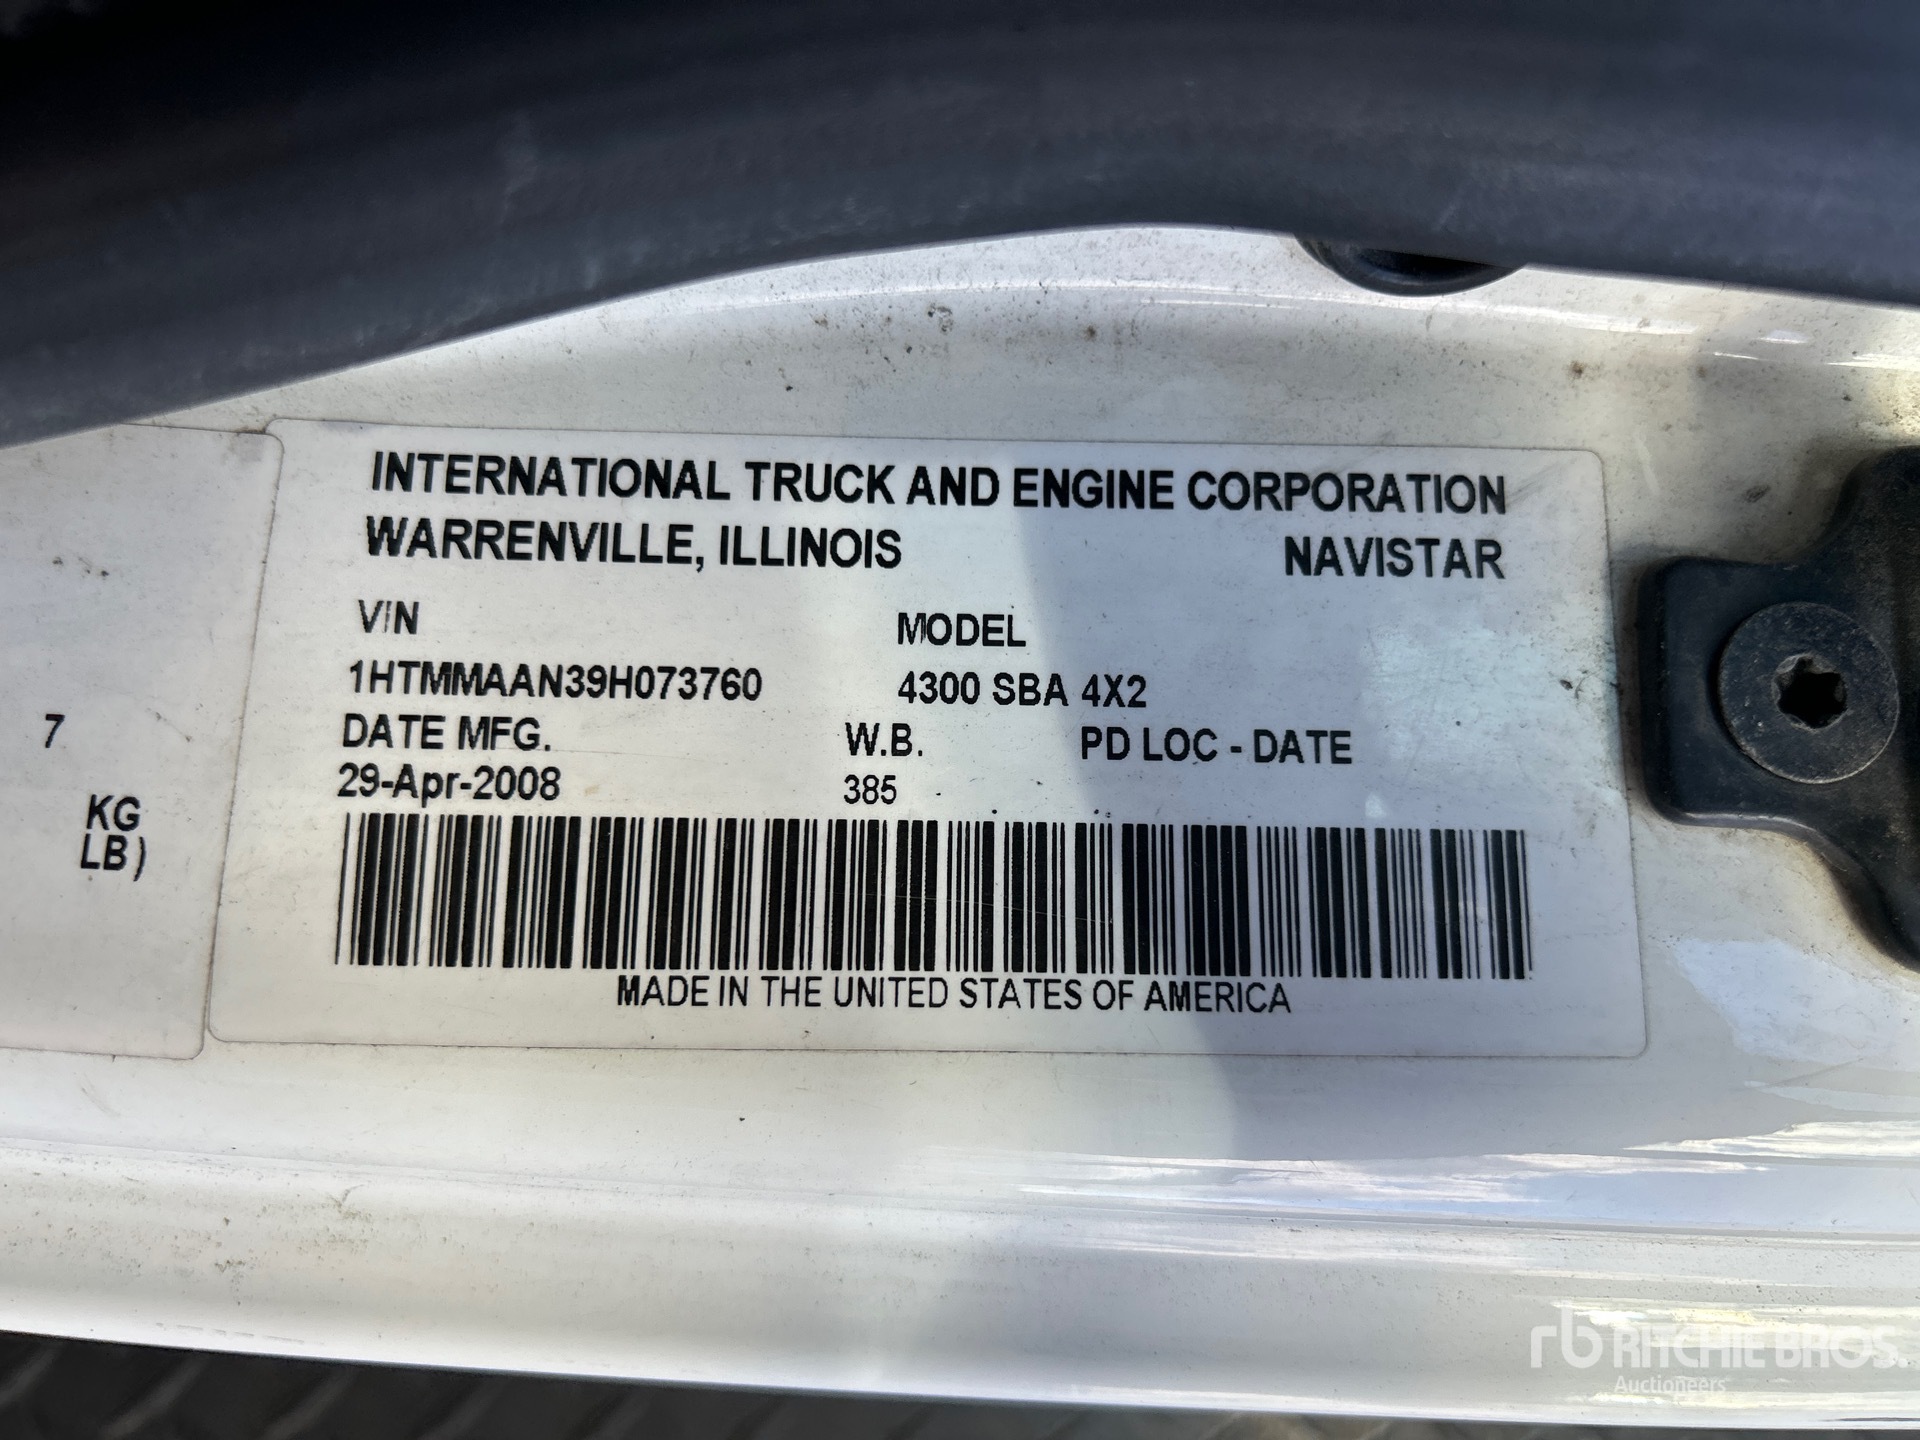 INTERNATIONAL TRUCK AND ENGINE CORPORATION
WARRENVILLE, ILLINOIS NAVISTAR
VIN MODEL
1HTMMAAN39H073760 4300 SBA 4X2
DATE MFG. W.B. PD LOC - DATE
29-Apr-2008 385
MADE IN THE UNITED STATES OF AMERICA
7
KG
LB)
rb RITCHIE BROS.
Auctioneers